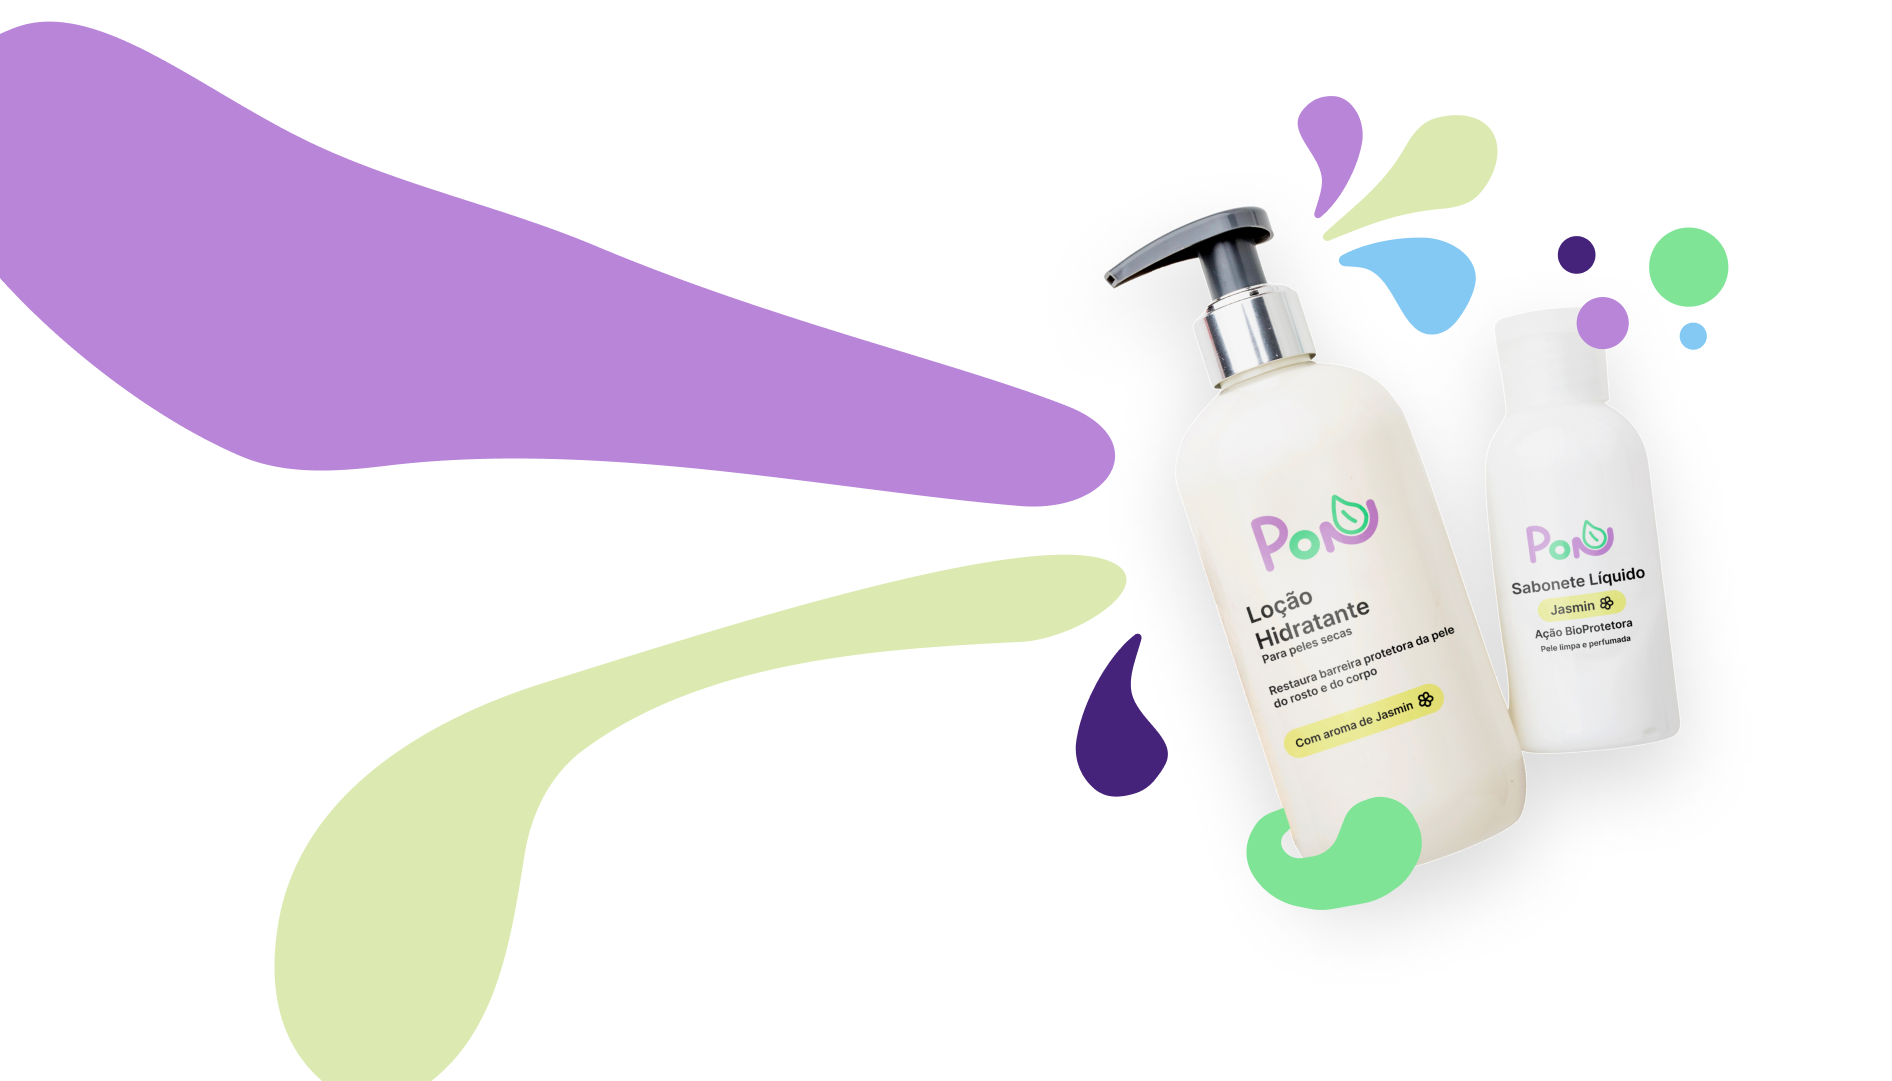 Pon
Loção
Hidratante
Para peles secas
Restaura barreira protetora da pele
do rosto e do corpo
Com aroma de Jasmin
Pon
Sabonete Líquido
Jasmin
Ação BioProtetora
Pele limpa e perfumada